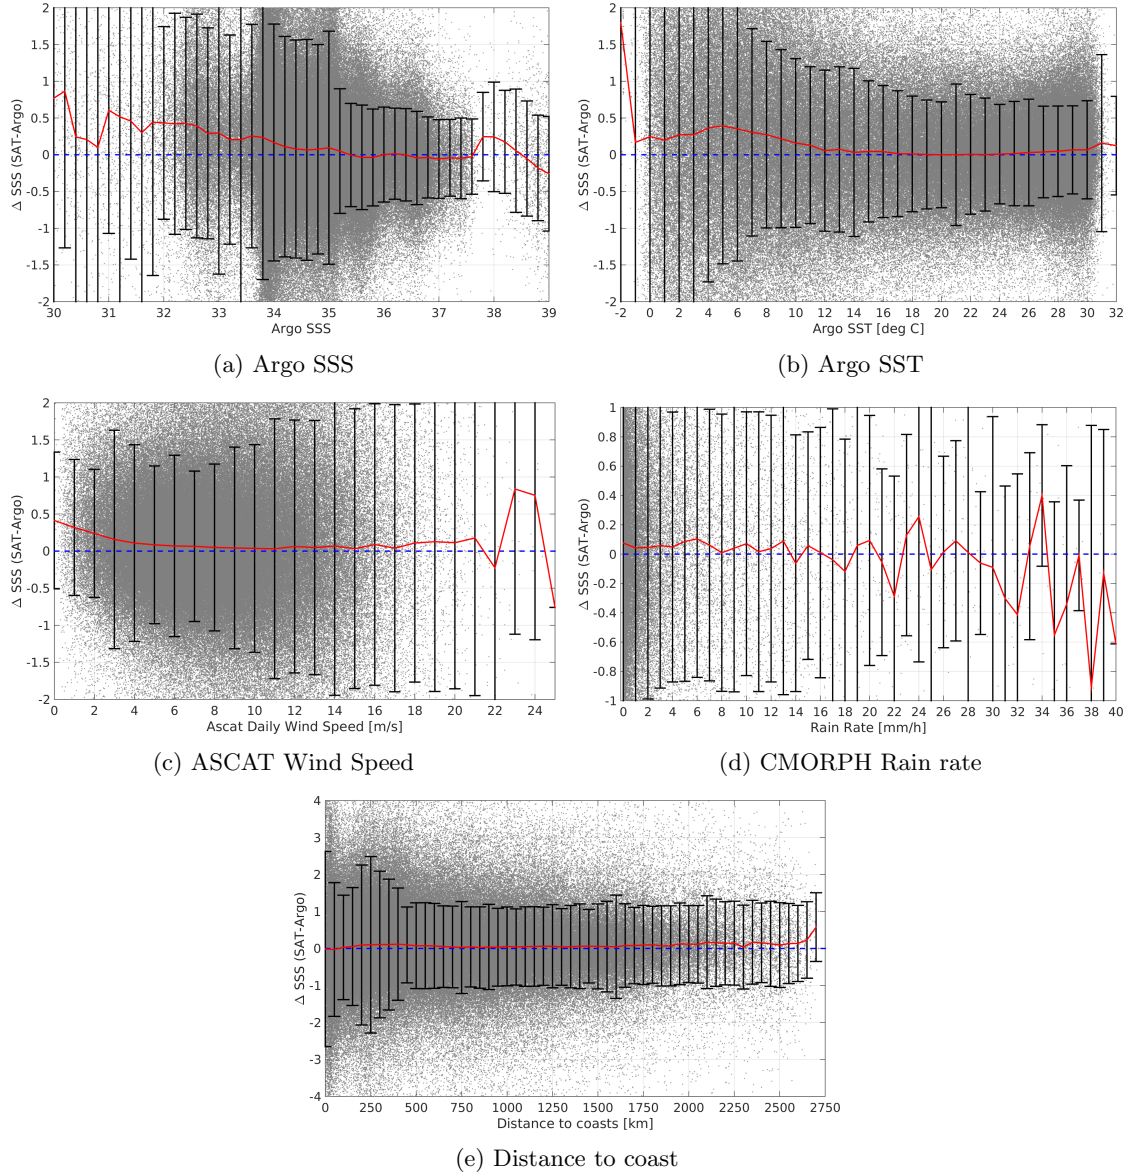 2
1.5
1
0.5
0
-0.5
-1
-1.5
-2
Δ SSS (SAT-Argo)
30 31 32 33 34 35 36 37 38 39
Argo SSS
(a) Argo SSS
2
1.5
1
0.5
0
-0.5
-1
-1.5
-2
Δ SSS (SAT-Argo)
-2 0 2 4 6 8 10 12 14 16 18 20 22 24 26 28 30 32
Argo SST [deg C]
(b) Argo SST
2
1.5
1
0.5
0
-0.5
-1
-1.5
-2
Δ SSS (SAT-Argo)
0 2 4 6 8 10 12 14 16 18 20 22 24
Ascat Daily Wind Speed [m/s]
(c) ASCAT Wind Speed
1
0.8
0.6
0.4
0.2
0
-0.2
-0.4
-0.6
-0.8
-1
Δ SSS (SAT-Argo)
0 2 4 6 8 10 12 14 16 18 20 22 24 26 28 30 32 34 36 38 40
Rain Rate [mm/h]
(d) CMORPH Rain rate
4
3
2
1
0
-1
-2
-3
-4
Δ SSS (SAT-Argo)
0 250 500 750 1000 1250 1500 1750 2000 2250 2500 2750
Distance to coasts [km]
(e) Distance to coast